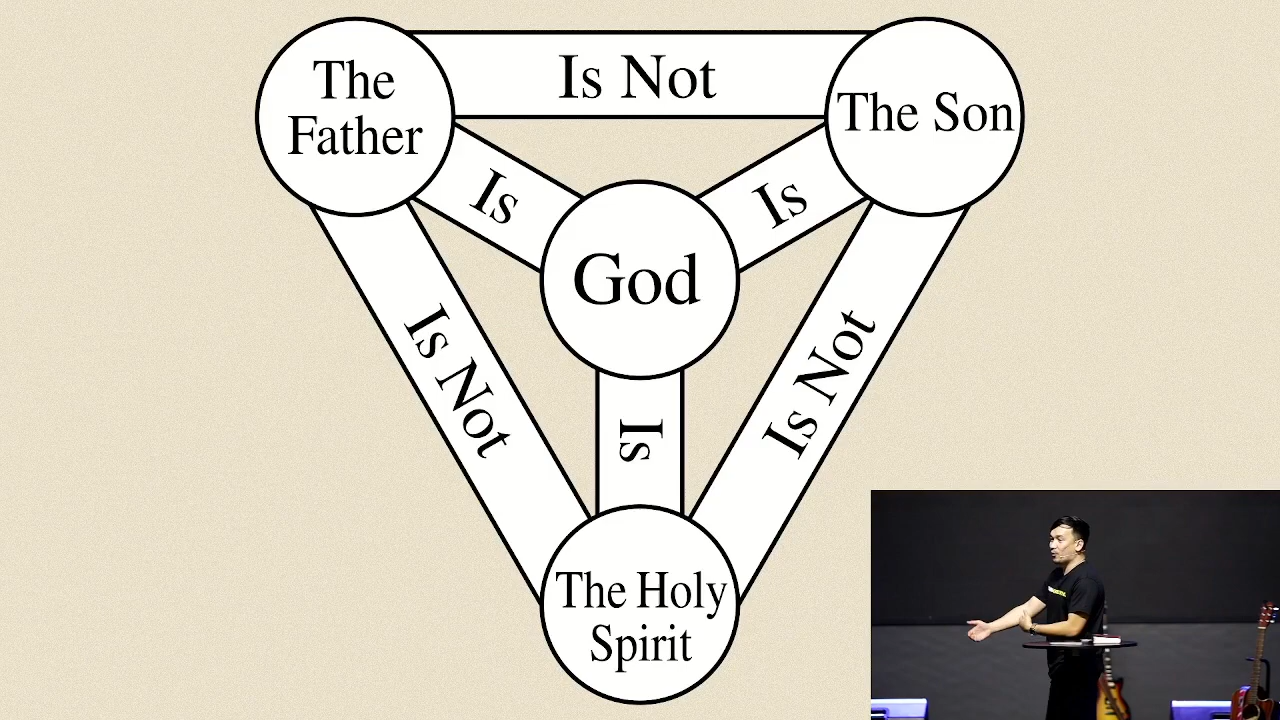 The
Father
Is Not
The Son
Is
Is
God
Is Not
Is
Is Not
The Holy
Spirit